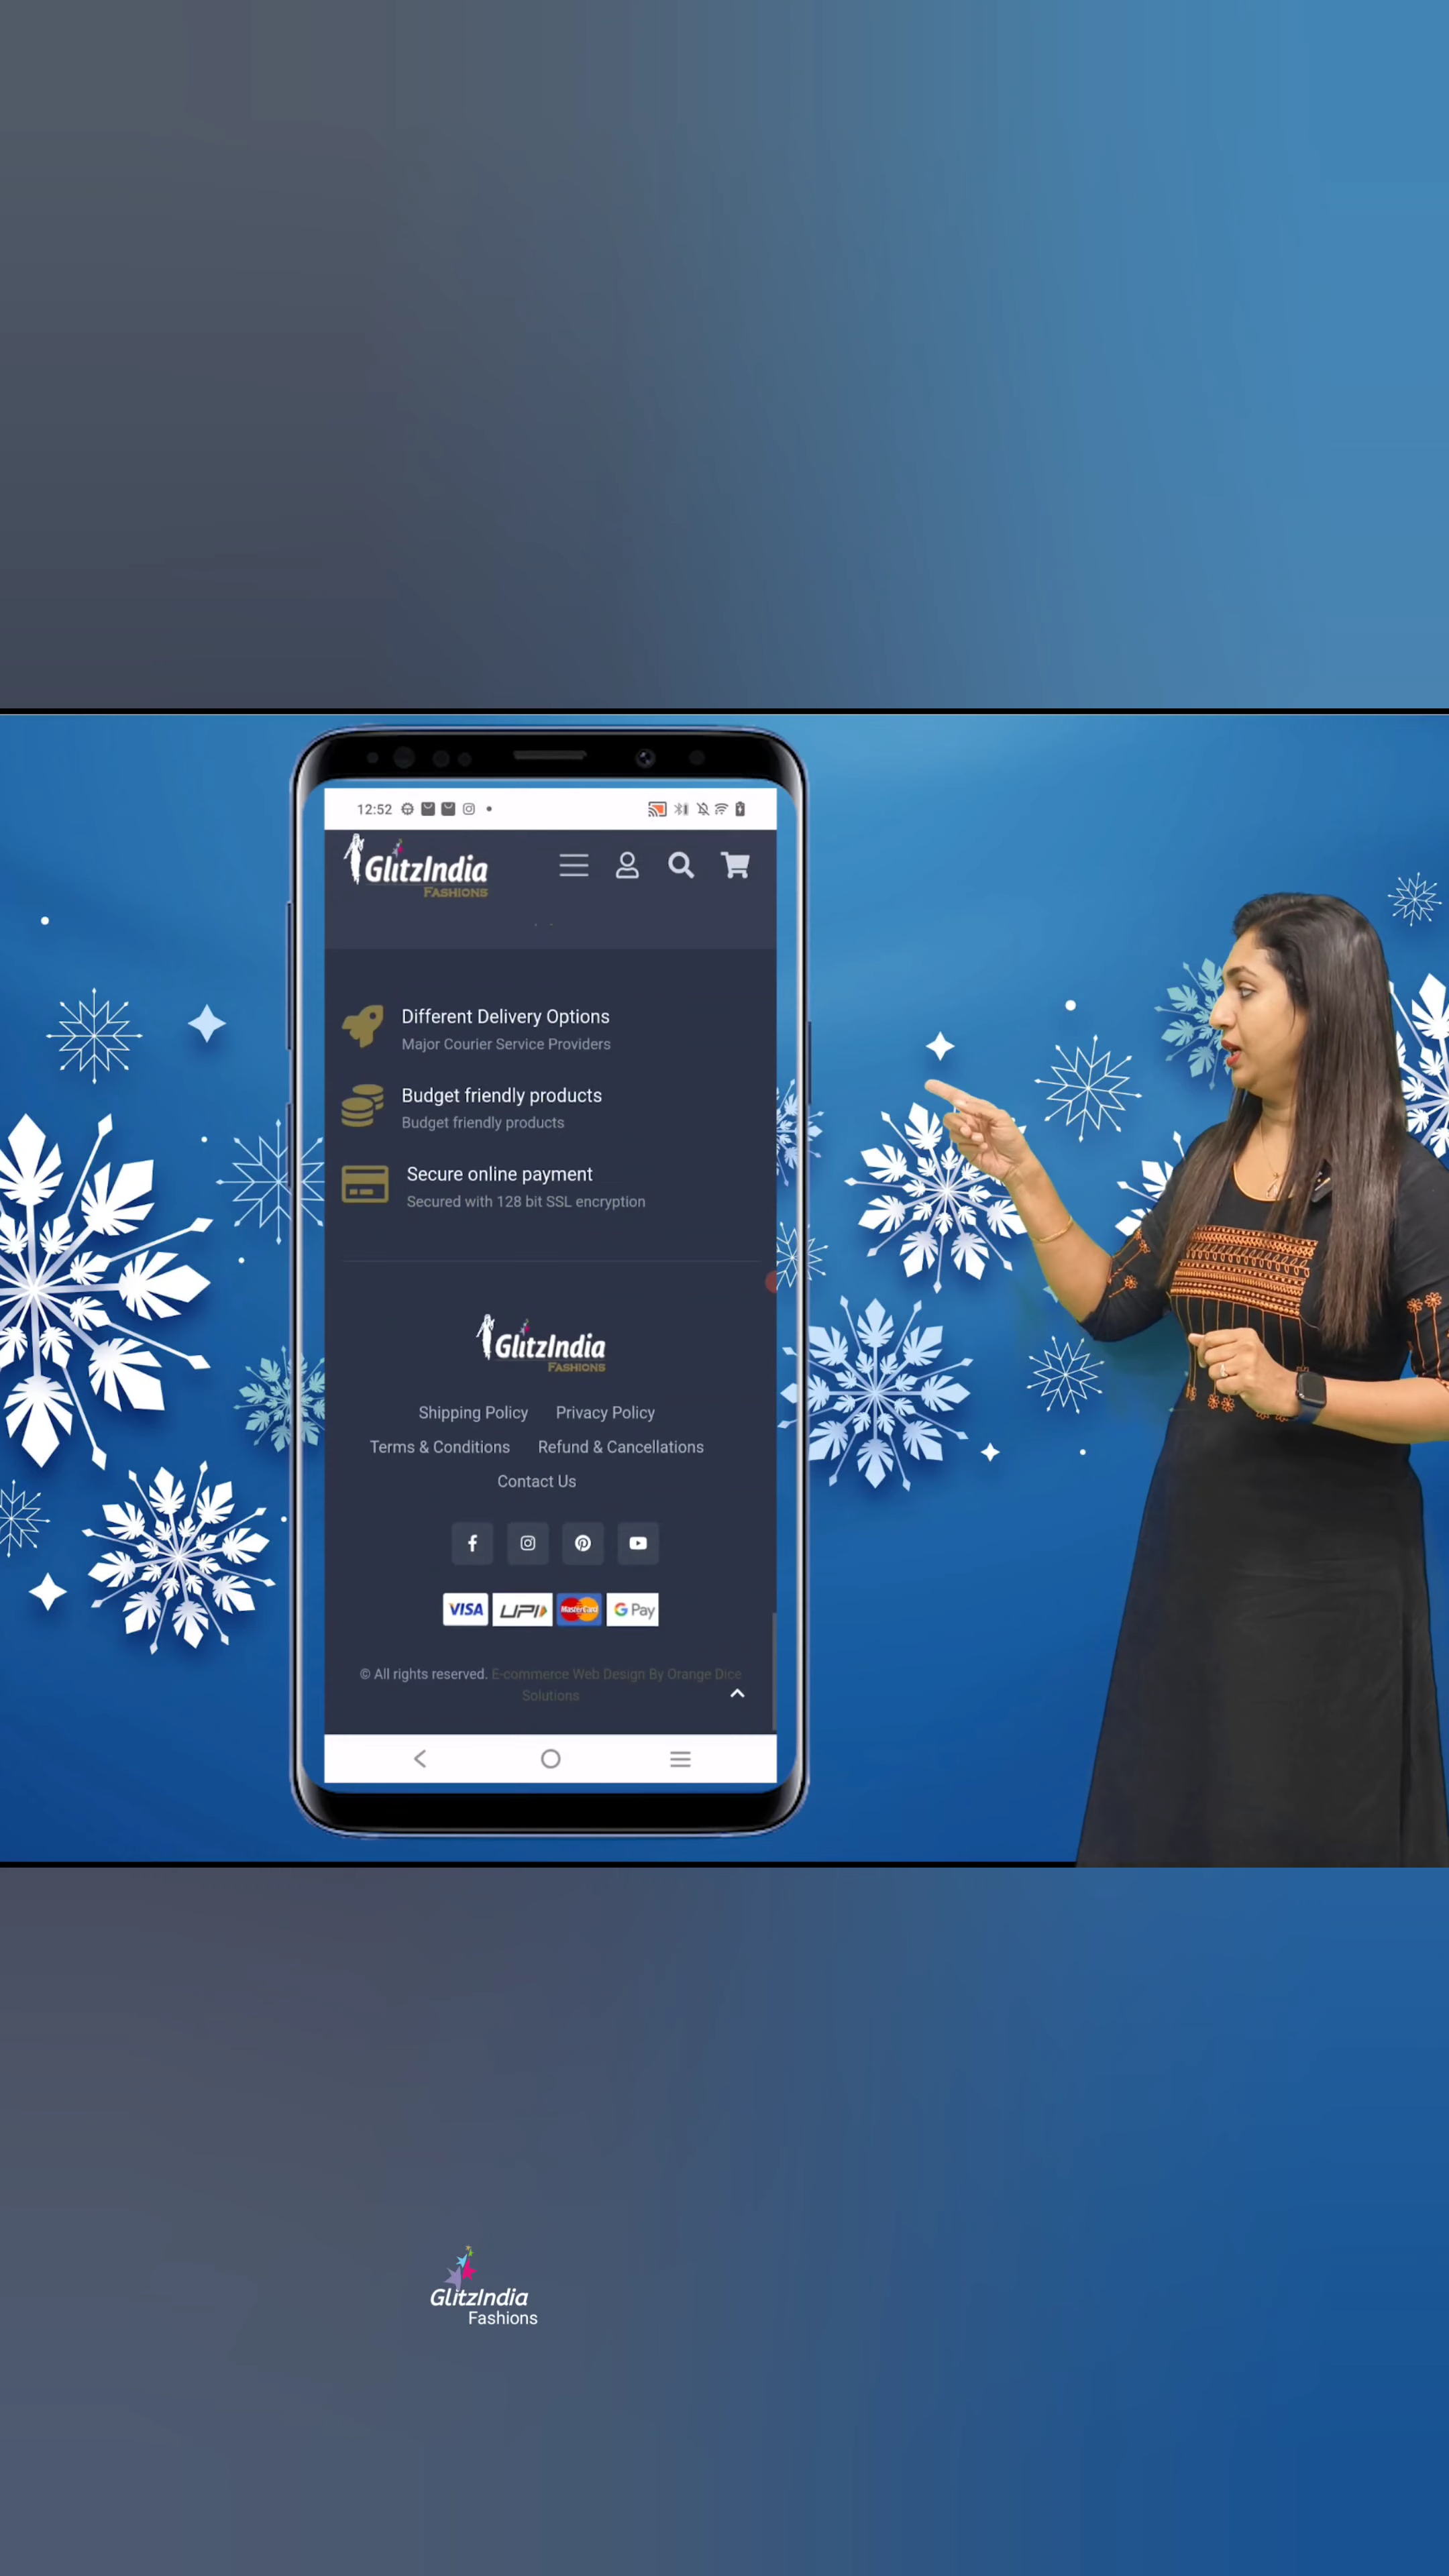 12:52
GlitzIndia
FASHIONS
Different Delivery Options
Major Courier Service Providers
Budget friendly products
Budget friendly products
Secure online payment
Secured with 128 bit SSL encryption
GlitzIndia
FASHIONS
Shipping Policy Privacy Policy
Terms & Conditions Refund & Cancellations
Contact Us
VISA UPI MasterCard G Pay
© All rights reserved. E-commerce Web Design By Orange Dice
Solutions
GlitzIndia
Fashions